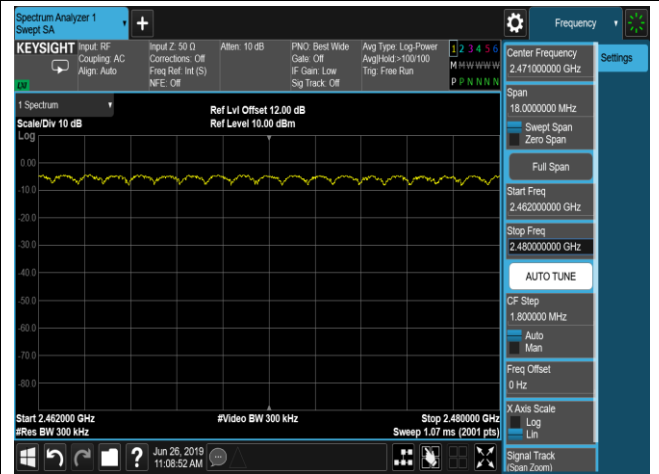 Spectrum Analyzer 1
Swept SA
Frequency
KEYSIGHT
Input: RF
Coupling: AC
Align: Auto
Input Z: 50 Ω
Corrections: Off
Freq Ref: Int (S)
NFE: Off
Atten: 10 dB
PNO: Best Wide
Gate: Off
IF Gain: Low
Sig Track: Off
Avg Type: Log-Power
Avg|Hold:>100/100
Trig: Free Run
1 2 3 4 5 6
M W W W W W
P P N N N N
LXI
Center Frequency
2.471000000 GHz
Settings
Span
18.0000000 MHz
Swept Span
Zero Span
Full Span
Start Freq
2.462000000 GHz
Stop Freq
2.480000000 GHz
AUTO TUNE
CF Step
1.800000 MHz
Auto
Man
Freq Offset
0 Hz
X Axis Scale
Log
Lin
Signal Track
(Span Zoom)
1 Spectrum
Scale/Div 10 dB
Log
Ref Lvl Offset 12.00 dB
Ref Level 10.00 dBm
0.00
-10.0
-20.0
-30.0
-40.0
-50.0
-60.0
-70.0
-80.0
Start 2.462000 GHz
#Res BW 300 kHz
#Video BW 300 kHz
Stop 2.480000 GHz
Sweep 1.07 ms (2001 pts)
?
Jun 26, 2019
11:08:52 AM